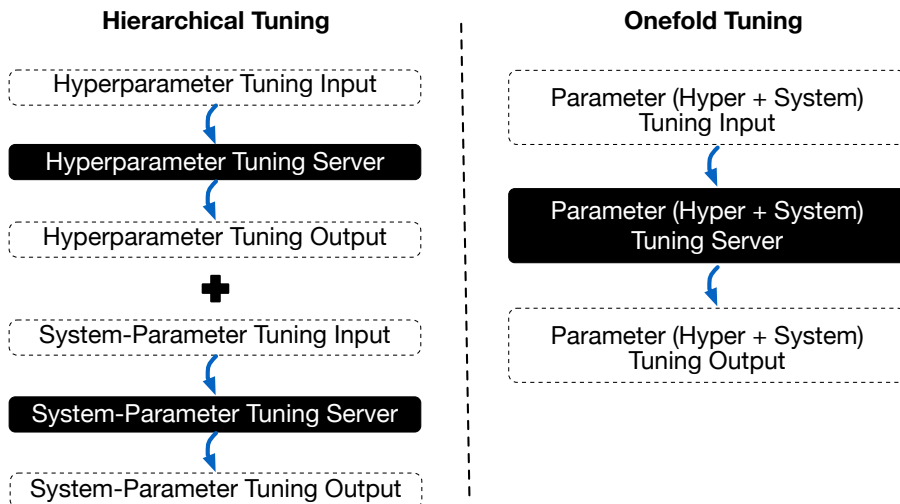 Hierarchical Tuning
Hyperparameter Tuning Input
Hyperparameter Tuning Server
Hyperparameter Tuning Output
System-Parameter Tuning Input
System-Parameter Tuning Server
System-Parameter Tuning Output
Onefold Tuning
Parameter (Hyper + System)
Tuning Input
Parameter (Hyper + System)
Tuning Server
Parameter (Hyper + System)
Tuning Output